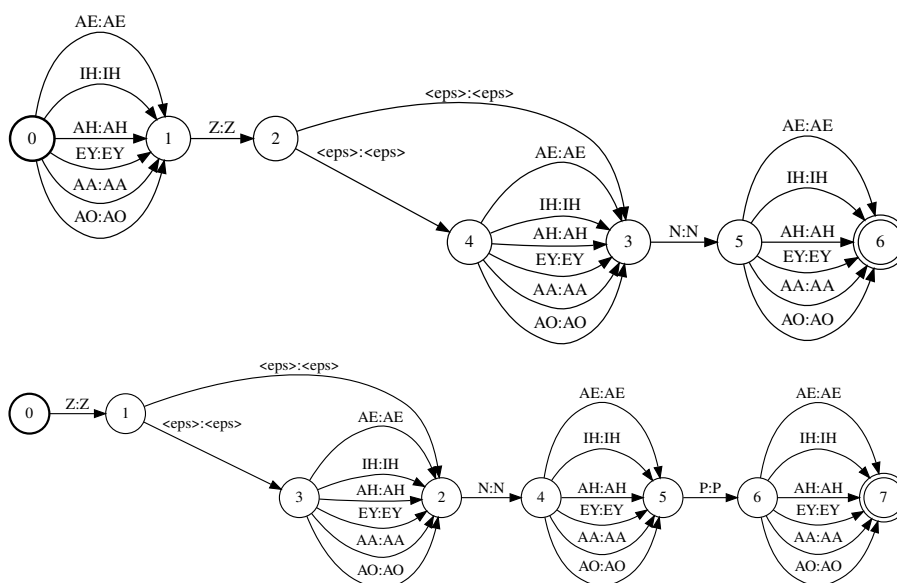 AE:AE
IH:IH
AH:AH
EY:EY
AA:AA
AO:AO
0
1
Z:Z
2
<eps>:<eps>
<eps>:<eps>
4
AE:AE
IH:IH
AH:AH
EY:EY
AA:AA
AO:AO
3
N:N
5
AE:AE
IH:IH
AH:AH
EY:EY
AA:AA
AO:AO
6
0
Z:Z
1
<eps>:<eps>
<eps>:<eps>
3
AE:AE
IH:IH
AH:AH
EY:EY
AA:AA
AO:AO
2
N:N
4
AE:AE
IH:IH
AH:AH
EY:EY
AA:AA
AO:AO
5
P:P
6
AE:AE
IH:IH
AH:AH
EY:EY
AA:AA
AO:AO
7